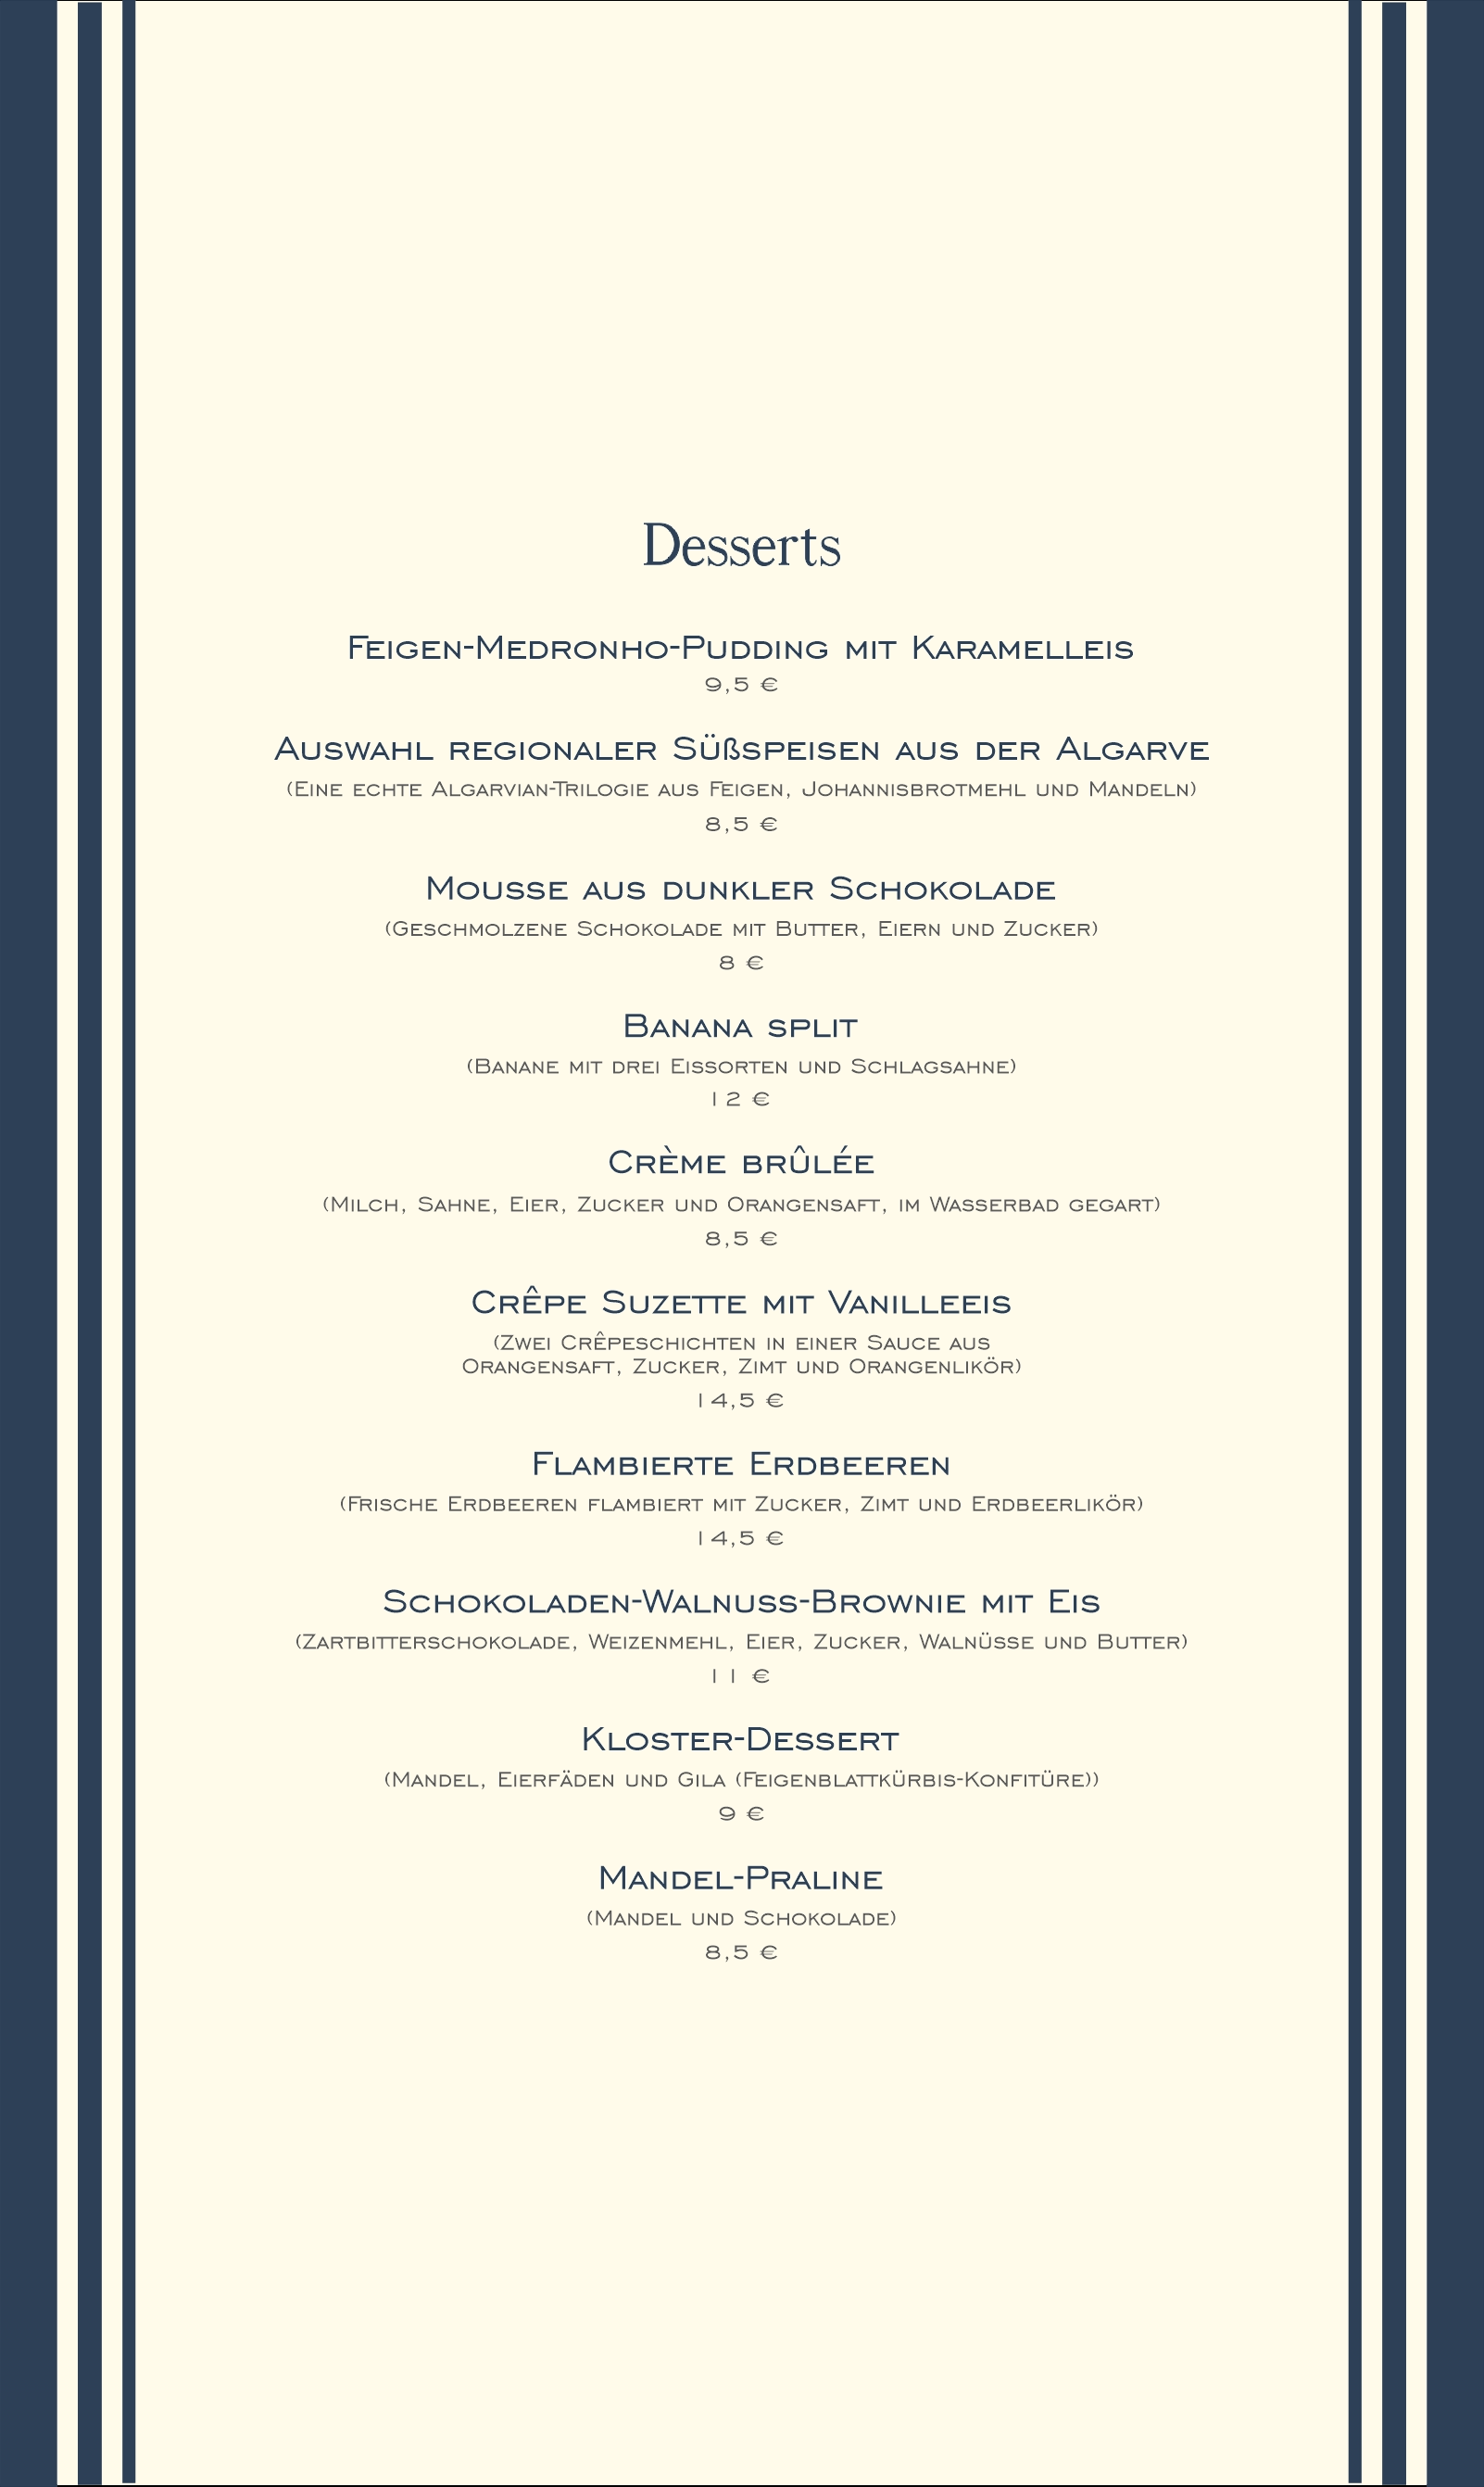 Desserts
Feigen-Medronho-Pudding mit Karamelleis
9,5 €
Auswahl regionaler Süßspeisen aus der Algarve
(Eine echte Algarvian-Trilogie aus Feigen, Johannisbrotmehl und Mandeln)
8,5 €
Mousse aus dunkler Schokolade
(Geschmolzene Schokolade mit Butter, Eiern und Zucker)
8 €
Banana split
(Banane mit drei Eissorten und Schlagsahne)
12 €
Crème brûlée
(Milch, Sahne, Eier, Zucker und Orangensaft, im Wasserbad gegart)
8,5 €
Crêpe Suzette mit Vanilleeis
(Zwei Crêpeschichten in einer Sauce aus
Orangensaft, Zucker, Zimt und Orangenlikör)
14,5 €
Flambierte Erdbeeren
(Frische Erdbeeren flambiert mit Zucker, Zimt und Erdbeerlikör)
14,5 €
Schokoladen-Walnuss-Brownie mit Eis
(Zartbitterschokolade, Weizenmehl, Eier, Zucker, Walnüsse und Butter)
11 €
Kloster-Dessert
(Mandel, Eierfäden und Gila (Feigenblattkürbis-Konfitüre))
9 €
Mandel-Praline
(Mandel und Schokolade)
8,5 €